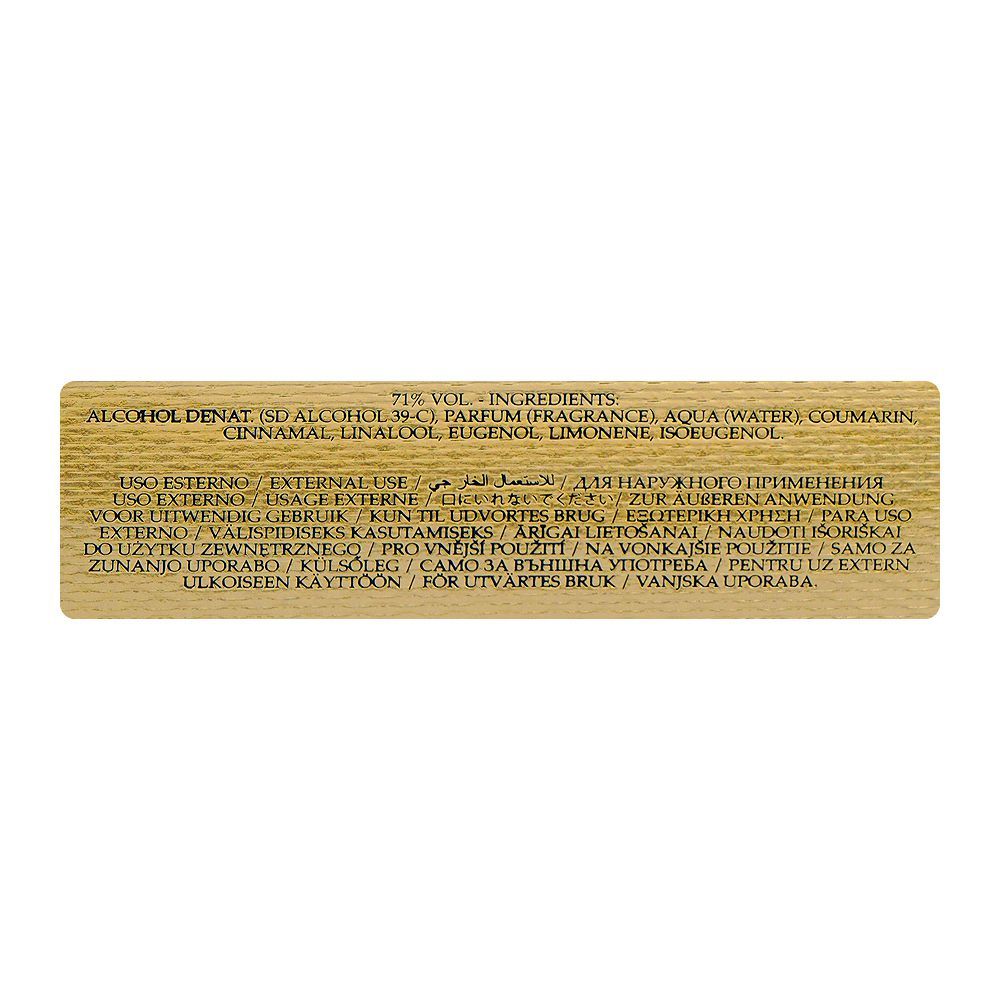 71% VOL. - INGREDIENTS:
ALCOHOL DENAT. (SD ALCOHOL 39-C), PARFUM (FRAGRANCE), AQUA (WATER), COUMARIN,
CINNAMAL, LINALOOL, EUGENOL, LIMONENE, ISOEUGENOL.
USO ESTERNO / EXTERNAL USE / للاستعمال الخار جي / ДЛЯ НАРУЖНОГО ПРИМЕНЕНИЯ
USO EXTERNO / USAGE EXTERNE / 口にいれないでください / ZUR ÄUßEREN ANWENDUNG
VOOR UITWENDIG GEBRUIK / KUN TIL UDVORTES BRUG / ΕΞΩΤΕΡΙΚΗ ΧΡΗΣΗ / PARA USO
EXTERNO / VÄLISPIDISEKS KASUTAMISEKS / ĀRĪGAI LIETOŠANAI / NAUDOTI IŠORIŠKAI
DO UŻYTKU ZEWNĘTRZNEGO / PRO VNĚJŠÍ POUŽITÍ / NA VONKAJŠIE POUŽITIE / SAMO ZA
ZUNANJO UPORABO / KÜLSŐLEG / САМО ЗА ВЪНШНА УПОТРЕБА / PENTRU UZ EXTERN
ULKOISEEN KÄYTTÖÖN / FÖR UTVÄRTES BRUK / VANJSKA UPORABA.